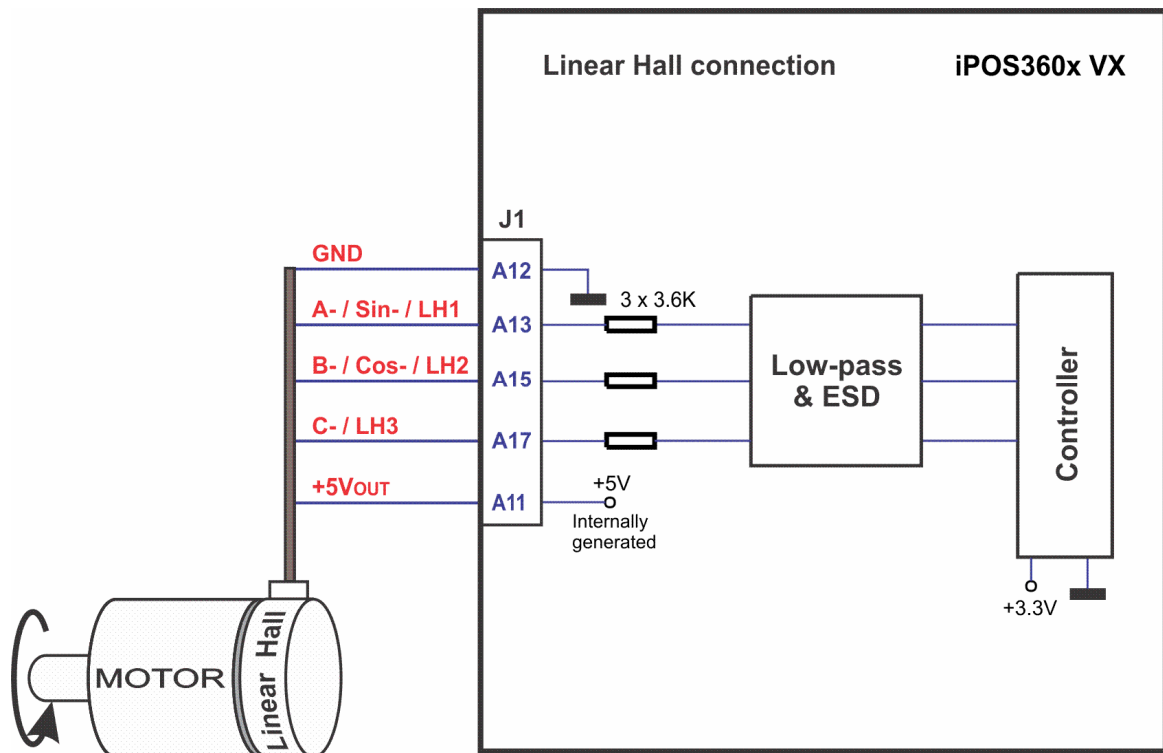 Linear Hall connection
iPOS360x VX
J1
GND
A12
3 x 3.6K
A- / Sin- / LH1
A13
B- / Cos- / LH2
A15
C- / LH3
A17
+5VOUT
A11
+5V
Internally
generated
Low-pass
& ESD
Controller
+3.3V
MOTOR
Linear Hall